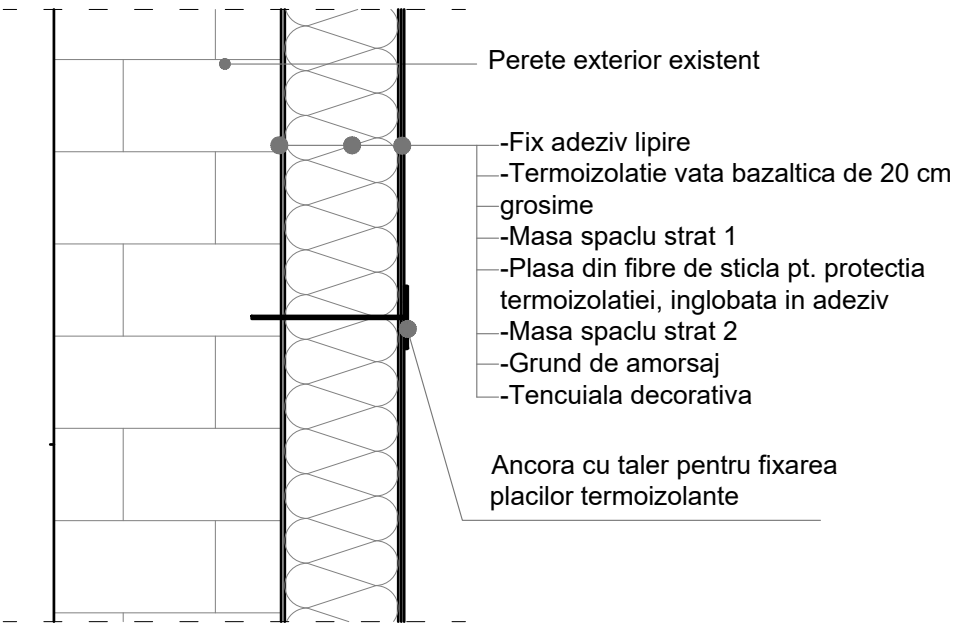 Perete exterior existent
-Fix adeziv lipire
-Termoizolatie vata bazaltica de 20 cm
grosime
-Masa spaclu strat 1
-Plasa din fibre de sticla pt. protectia
termoizolatiei, inglobata in adeziv
-Masa spaclu strat 2
-Grund de amorsaj
-Tencuiala decorativa
Ancora cu taler pentru fixarea
placilor termoizolante